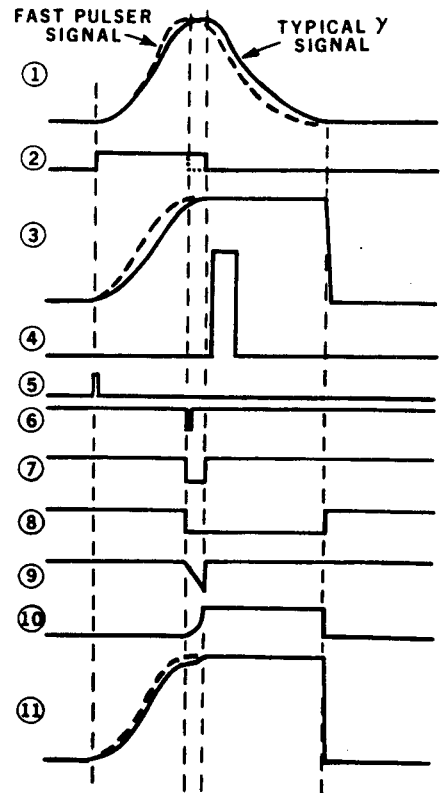 FAST PULSER
SIGNAL
TYPICAL γ
SIGNAL
①
②
③
④
⑤
⑥
⑦
⑧
⑨
⑩
⑪